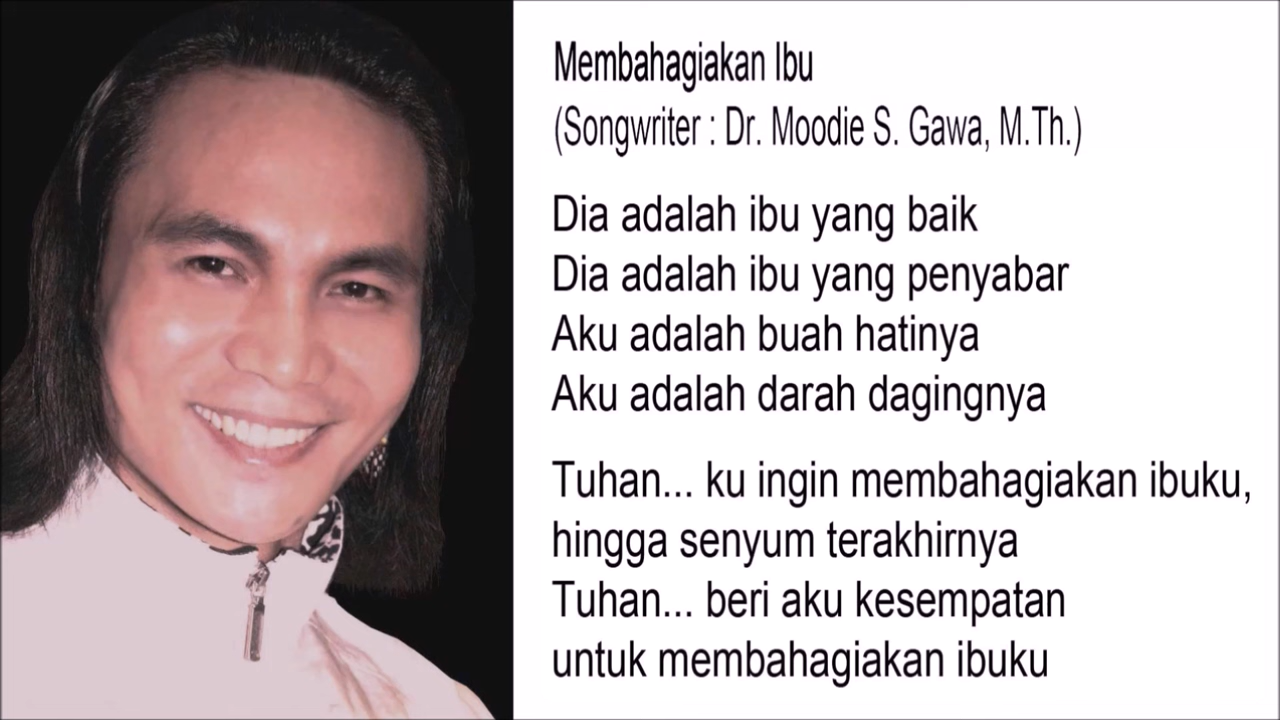 Membahagiakan Ibu
(Songwriter : Dr. Moodie S. Gawa, M.Th.)
Dia adalah ibu yang baik
Dia adalah ibu yang penyabar
Aku adalah buah hatinya
Aku adalah darah dagingnya
Tuhan... ku ingin membahagiakan ibuku,
hingga senyum terakhirnya
Tuhan... beri aku kesempatan
untuk membahagiakan ibuku